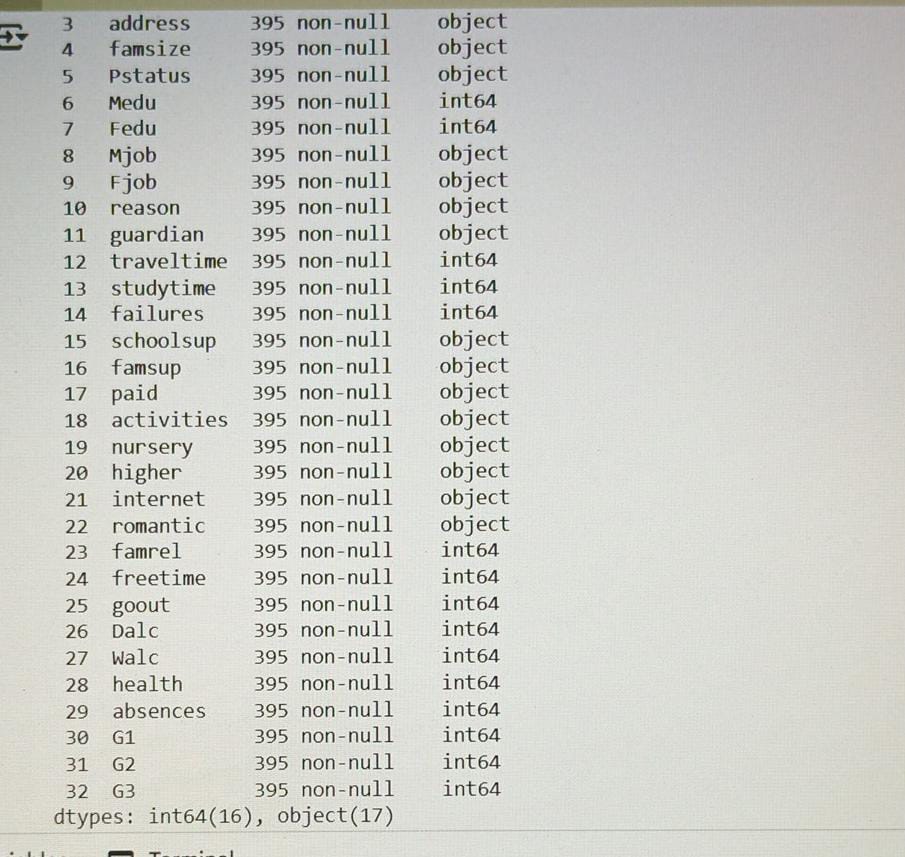 3 address 395 non-null object
4 famsize 395 non-null object
5 Pstatus 395 non-null object
6 Medu 395 non-null int64
7 Fedu 395 non-null int64
8 Mjob 395 non-null object
9 Fjob 395 non-null object
10 reason 395 non-null object
11 guardian 395 non-null object
12 traveltime 395 non-null int64
13 studytime 395 non-null int64
14 failures 395 non-null int64
15 schoolsup 395 non-null object
16 famsup 395 non-null object
17 paid 395 non-null object
18 activities 395 non-null object
19 nursery 395 non-null object
20 higher 395 non-null object
21 internet 395 non-null object
22 romantic 395 non-null object
23 famrel 395 non-null int64
24 freetime 395 non-null int64
25 goout 395 non-null int64
26 Dalc 395 non-null int64
27 Walc 395 non-null int64
28 health 395 non-null int64
29 absences 395 non-null int64
30 G1 395 non-null int64
31 G2 395 non-null int64
32 G3 395 non-null int64
dtypes: int64(16), object(17)
Terminal